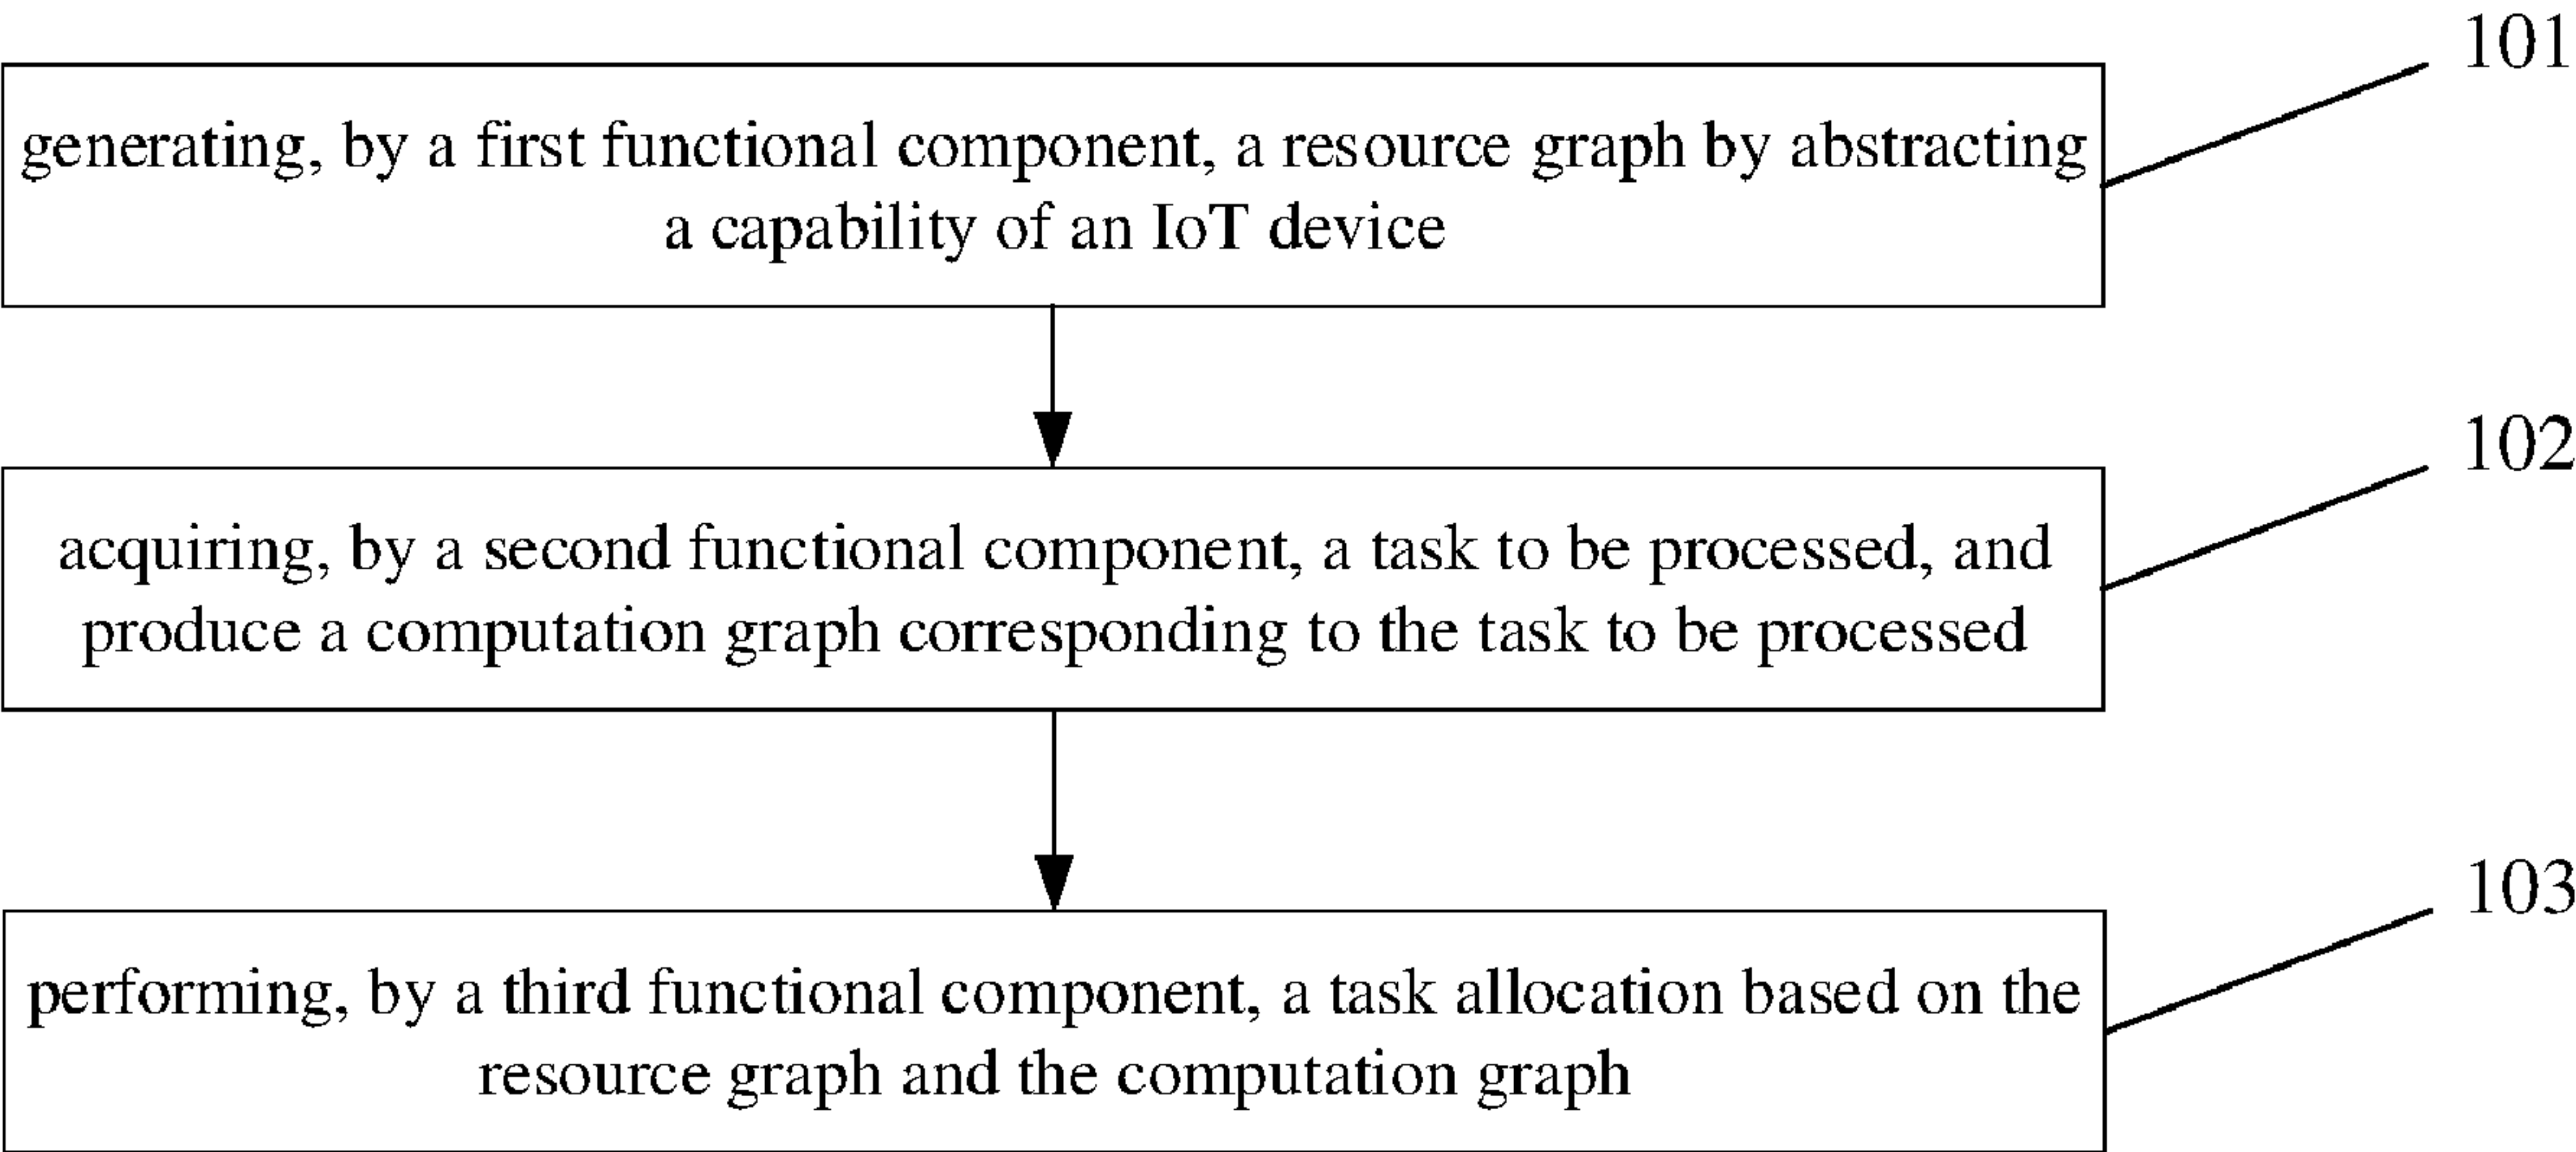 101
generating, by a first functional component, a resource graph by abstracting
a capability of an IoT device
102
acquiring, by a second functional component, a task to be processed, and
produce a computation graph corresponding to the task to be processed
103
performing, by a third functional component, a task allocation based on the
resource graph and the computation graph